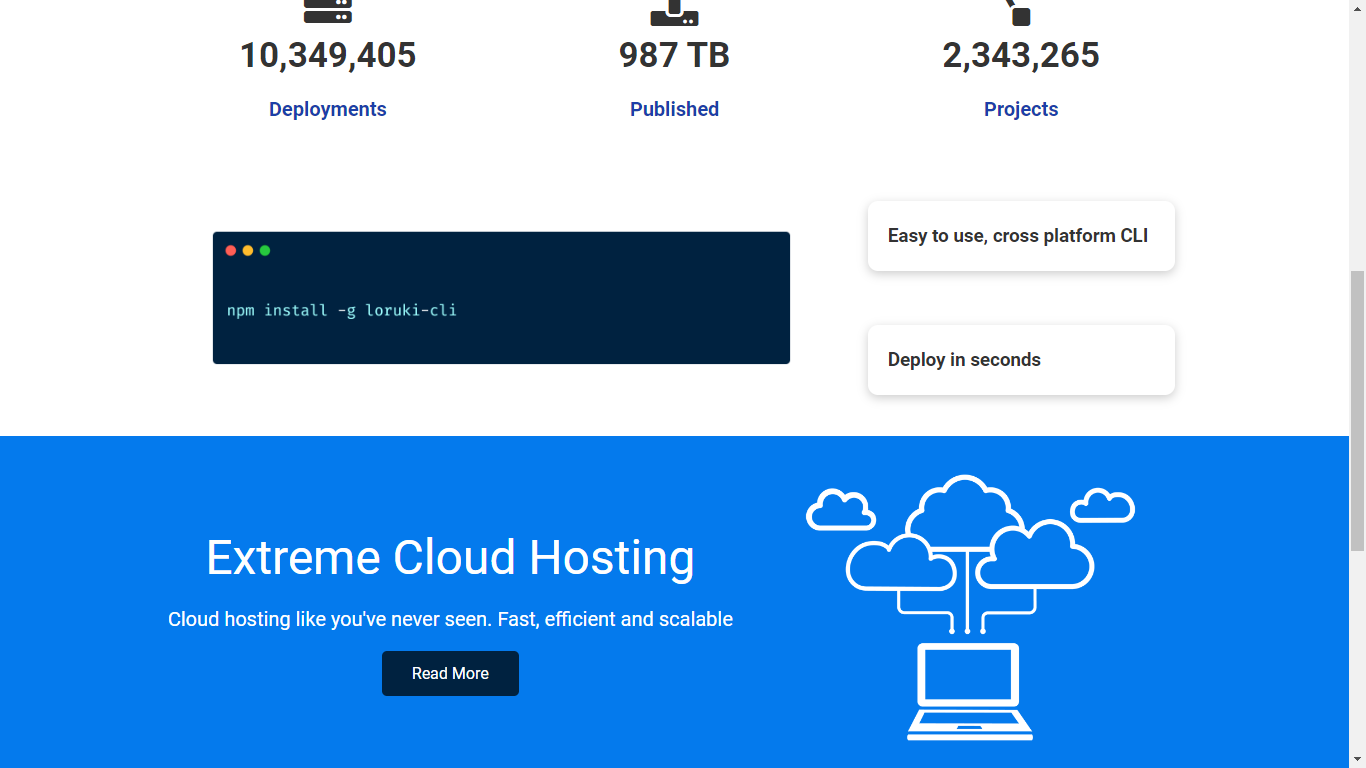 10,349,405
987 TB
2,343,265
Deployments
Published
Projects
Easy to use, cross platform CLI
npm install -g loruki-cli
Deploy in seconds
Extreme Cloud Hosting
Cloud hosting like you've never seen. Fast, efficient and scalable
Read More